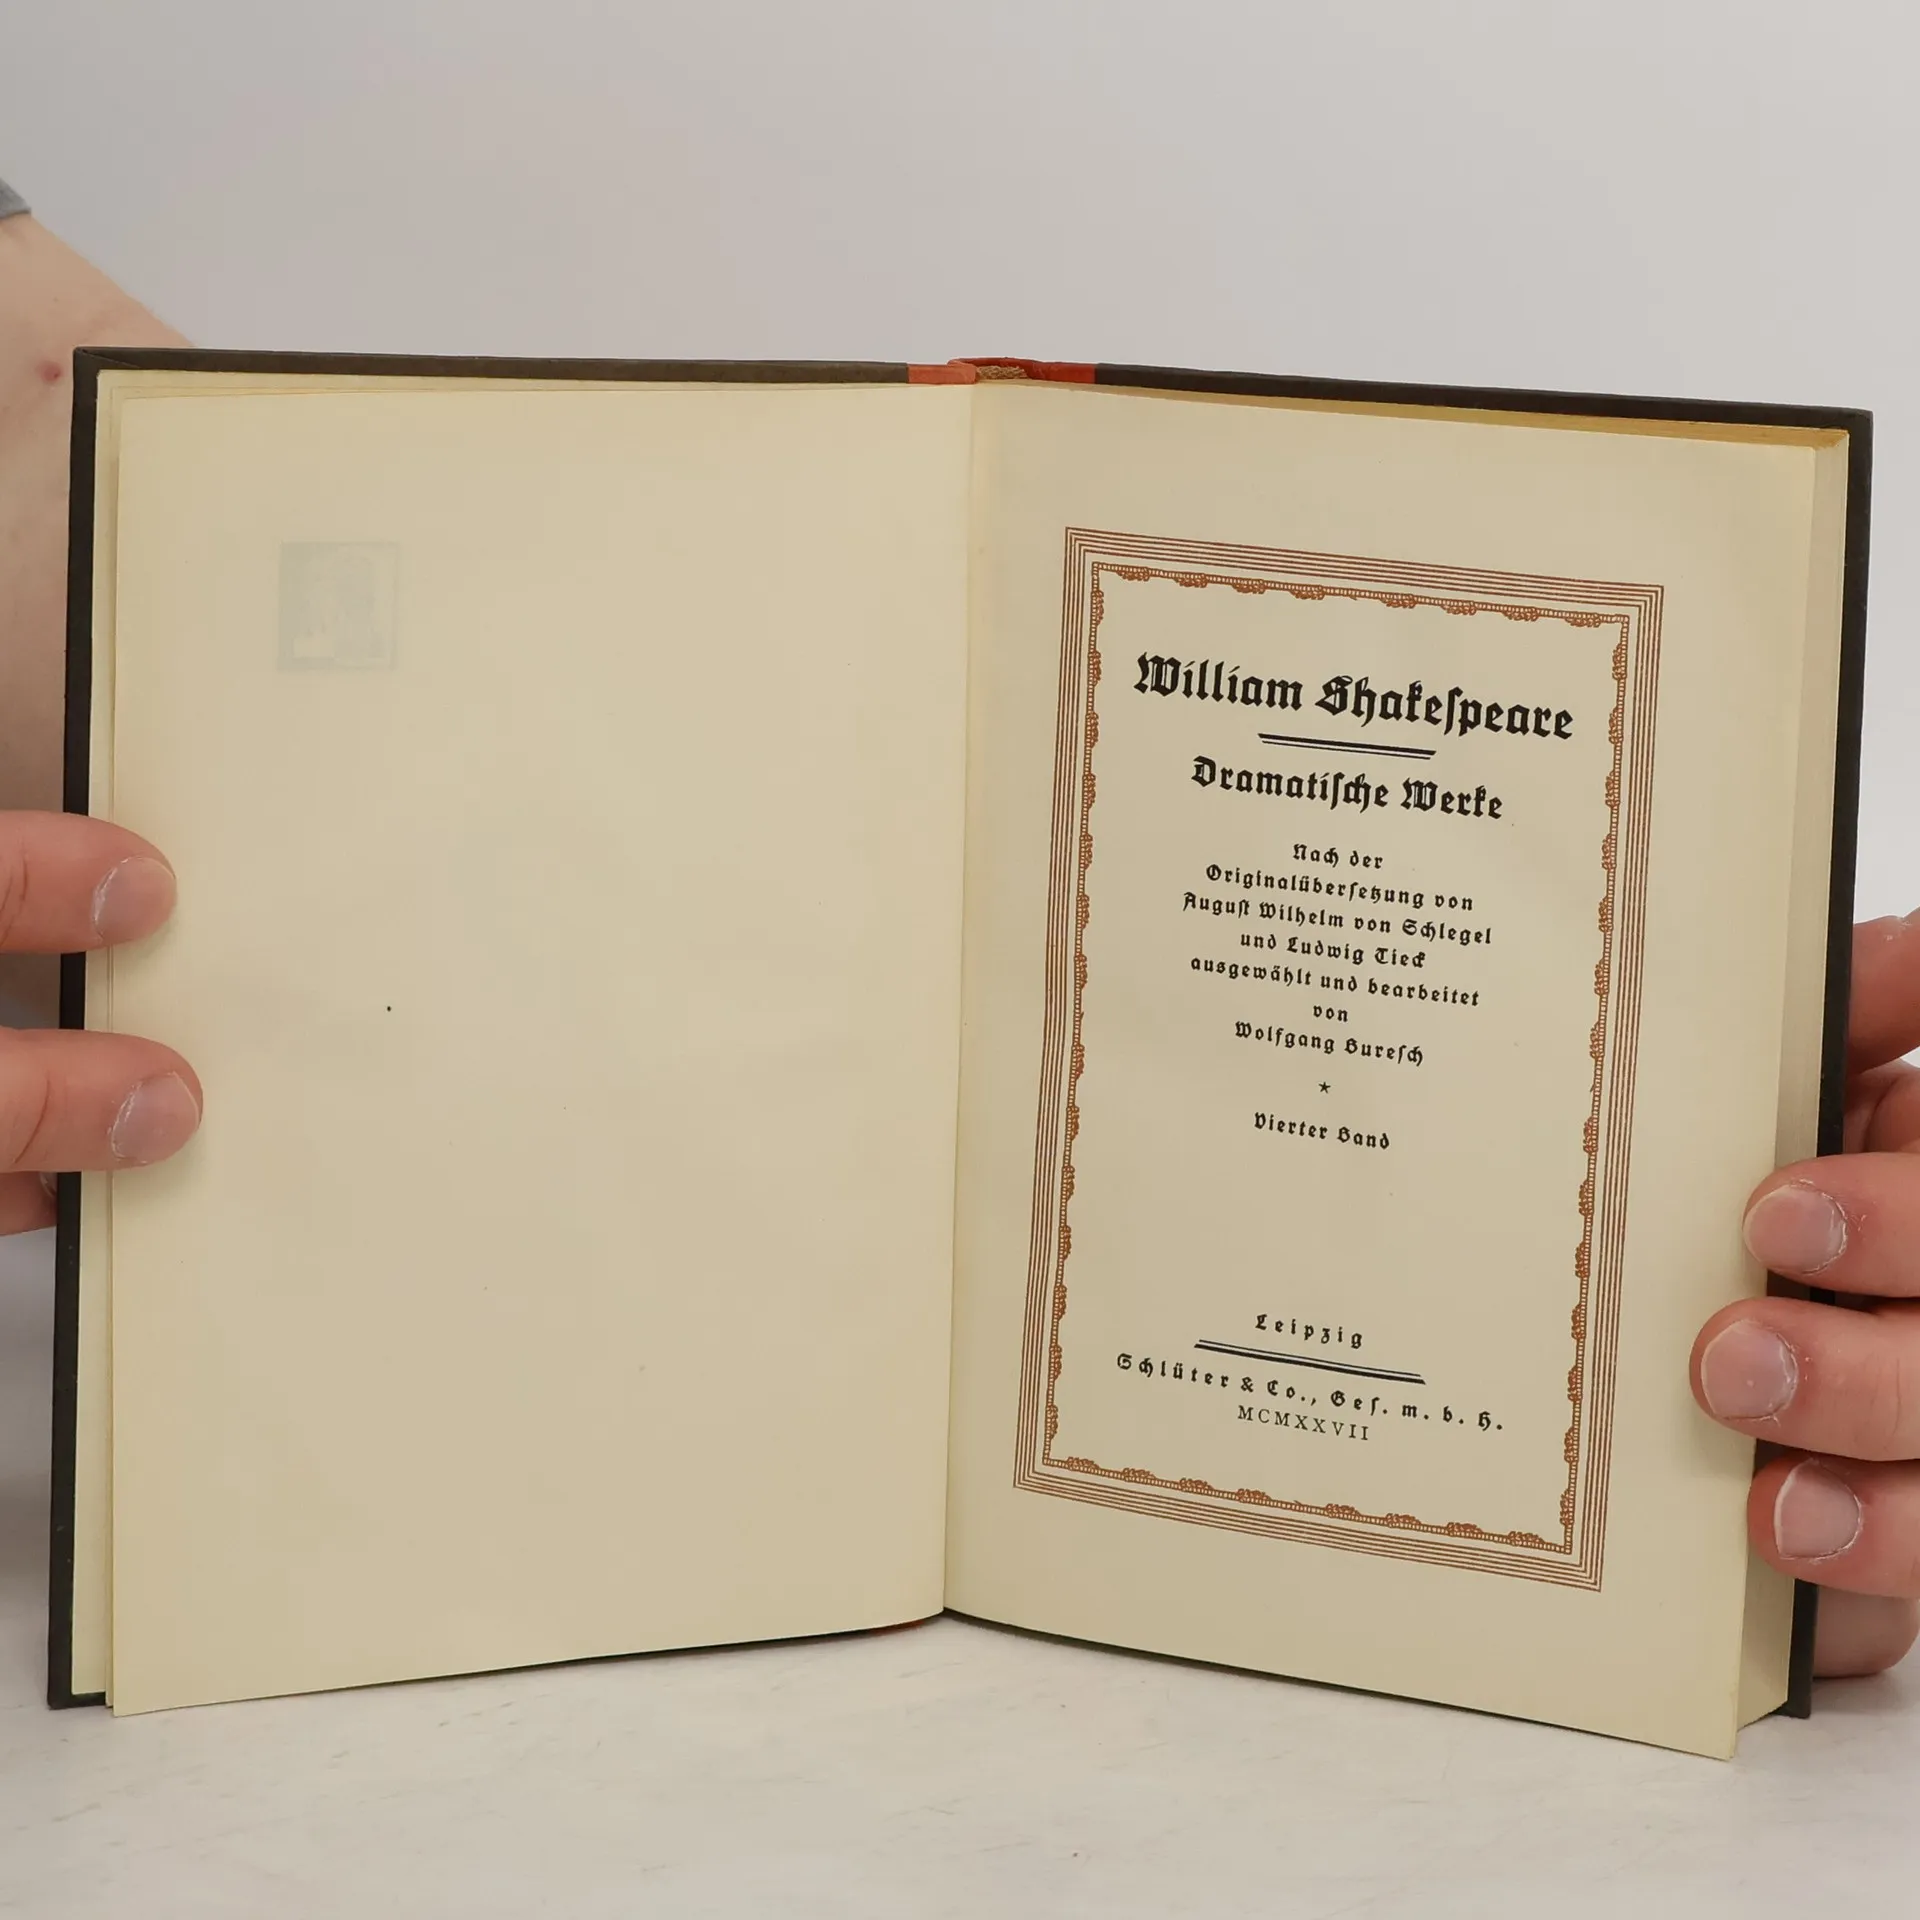 William Shakeſpeare
Dramatiſche Werke
Nach der
Originalüberſetzung von
Auguſt Wilhelm von Schlegel
und Ludwig Tieck
ausgewählt und bearbeitet
von
Wolfgang Bureſch
*
Vierter Band
Leipzig
Schlüter & Co., Geſ. m. b. H.
MCMXXVII